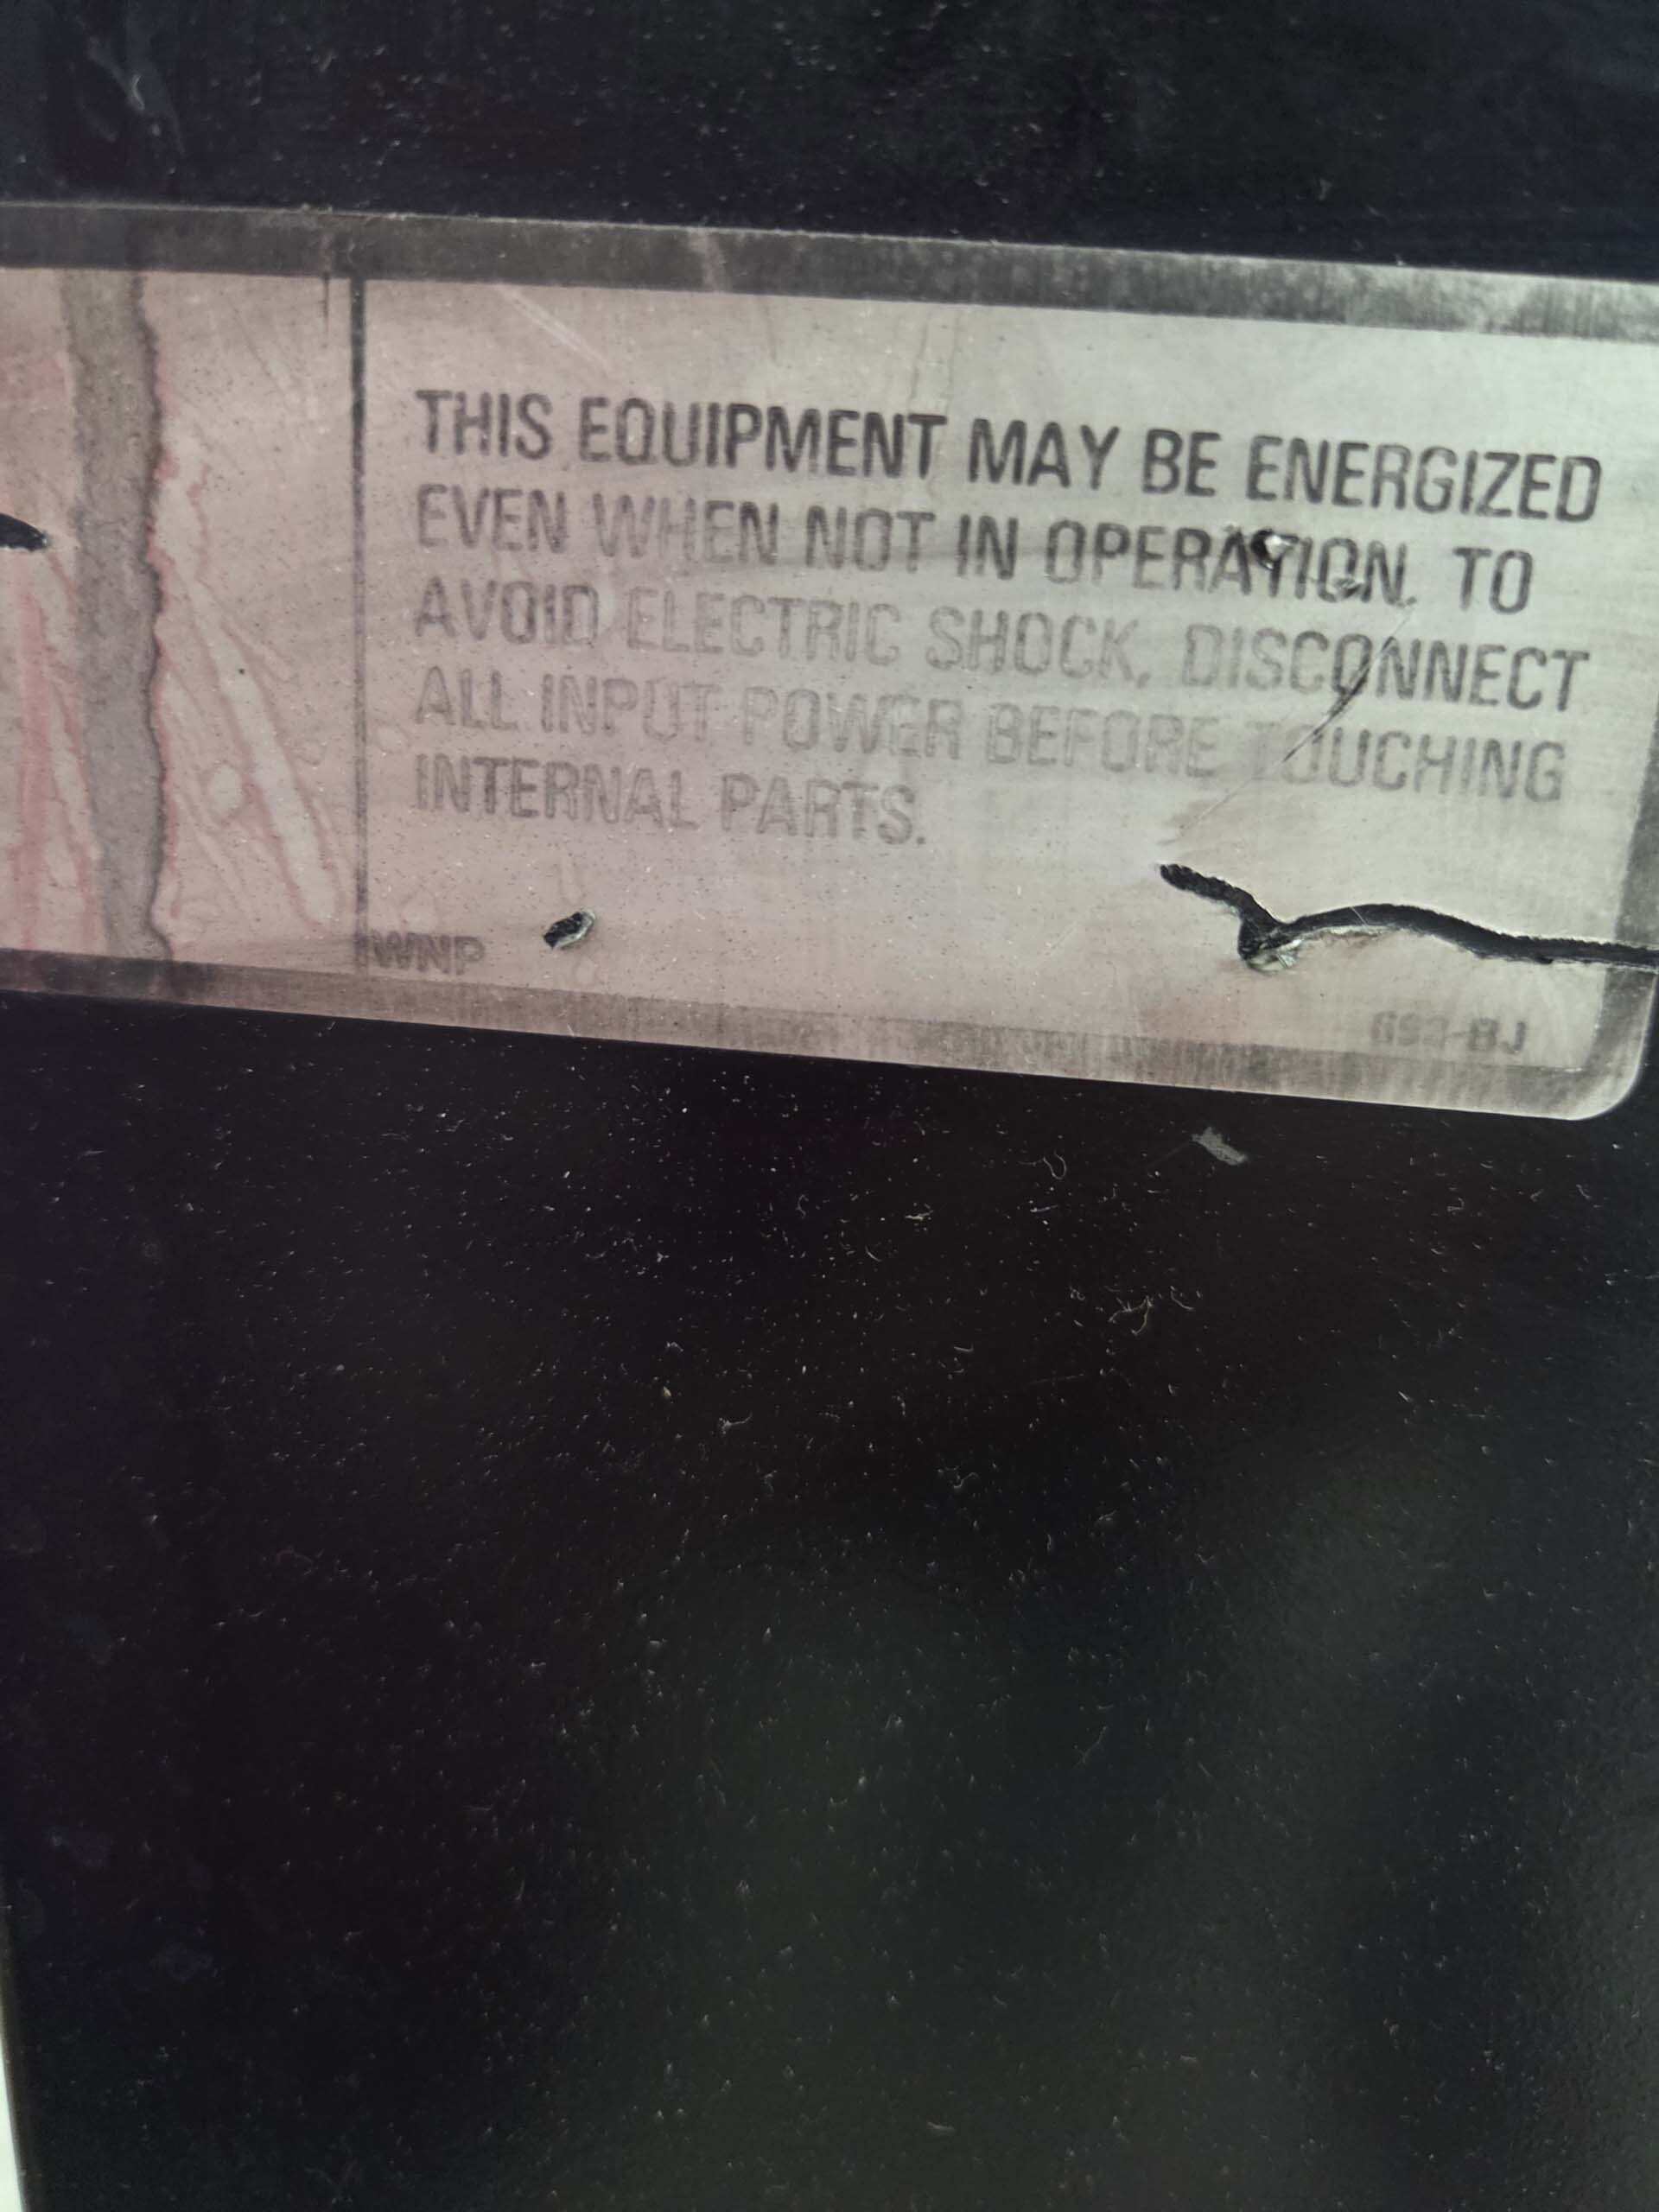 THIS EQUIPMENT MAY BE ENERGIZED
EVEN WHEN NOT IN OPERATION. TO
AVOID ELECTRIC SHOCK, DISCONNECT
ALL INPUT POWER BEFORE TOUCHING
INTERNAL PARTS.
WNP